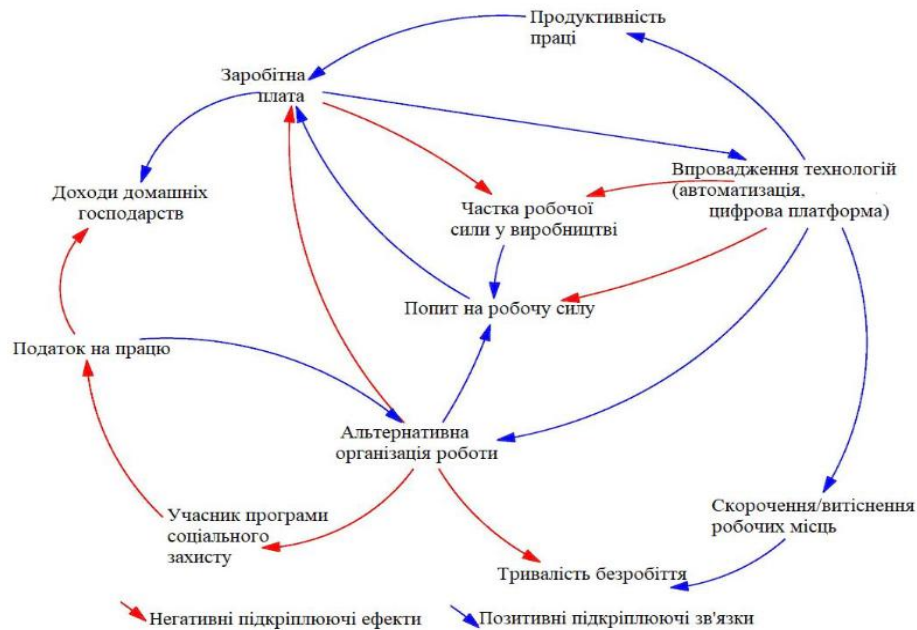 Продуктивність
праці
Заробітна
плата
Доходи домашніх
господарств
Впровадження технологій
(автоматизація,
цифрова платформа)
Частка робочої
сили у виробництві
Попит на робочу силу
Податок на працю
Альтернативна
організація роботи
Скорочення/витіснення
робочих місць
Учасник програми
соціального
захисту
Тривалість безробіття
Негативні підкріплюючі ефекти
Позитивні підкріплюючі зв'язки